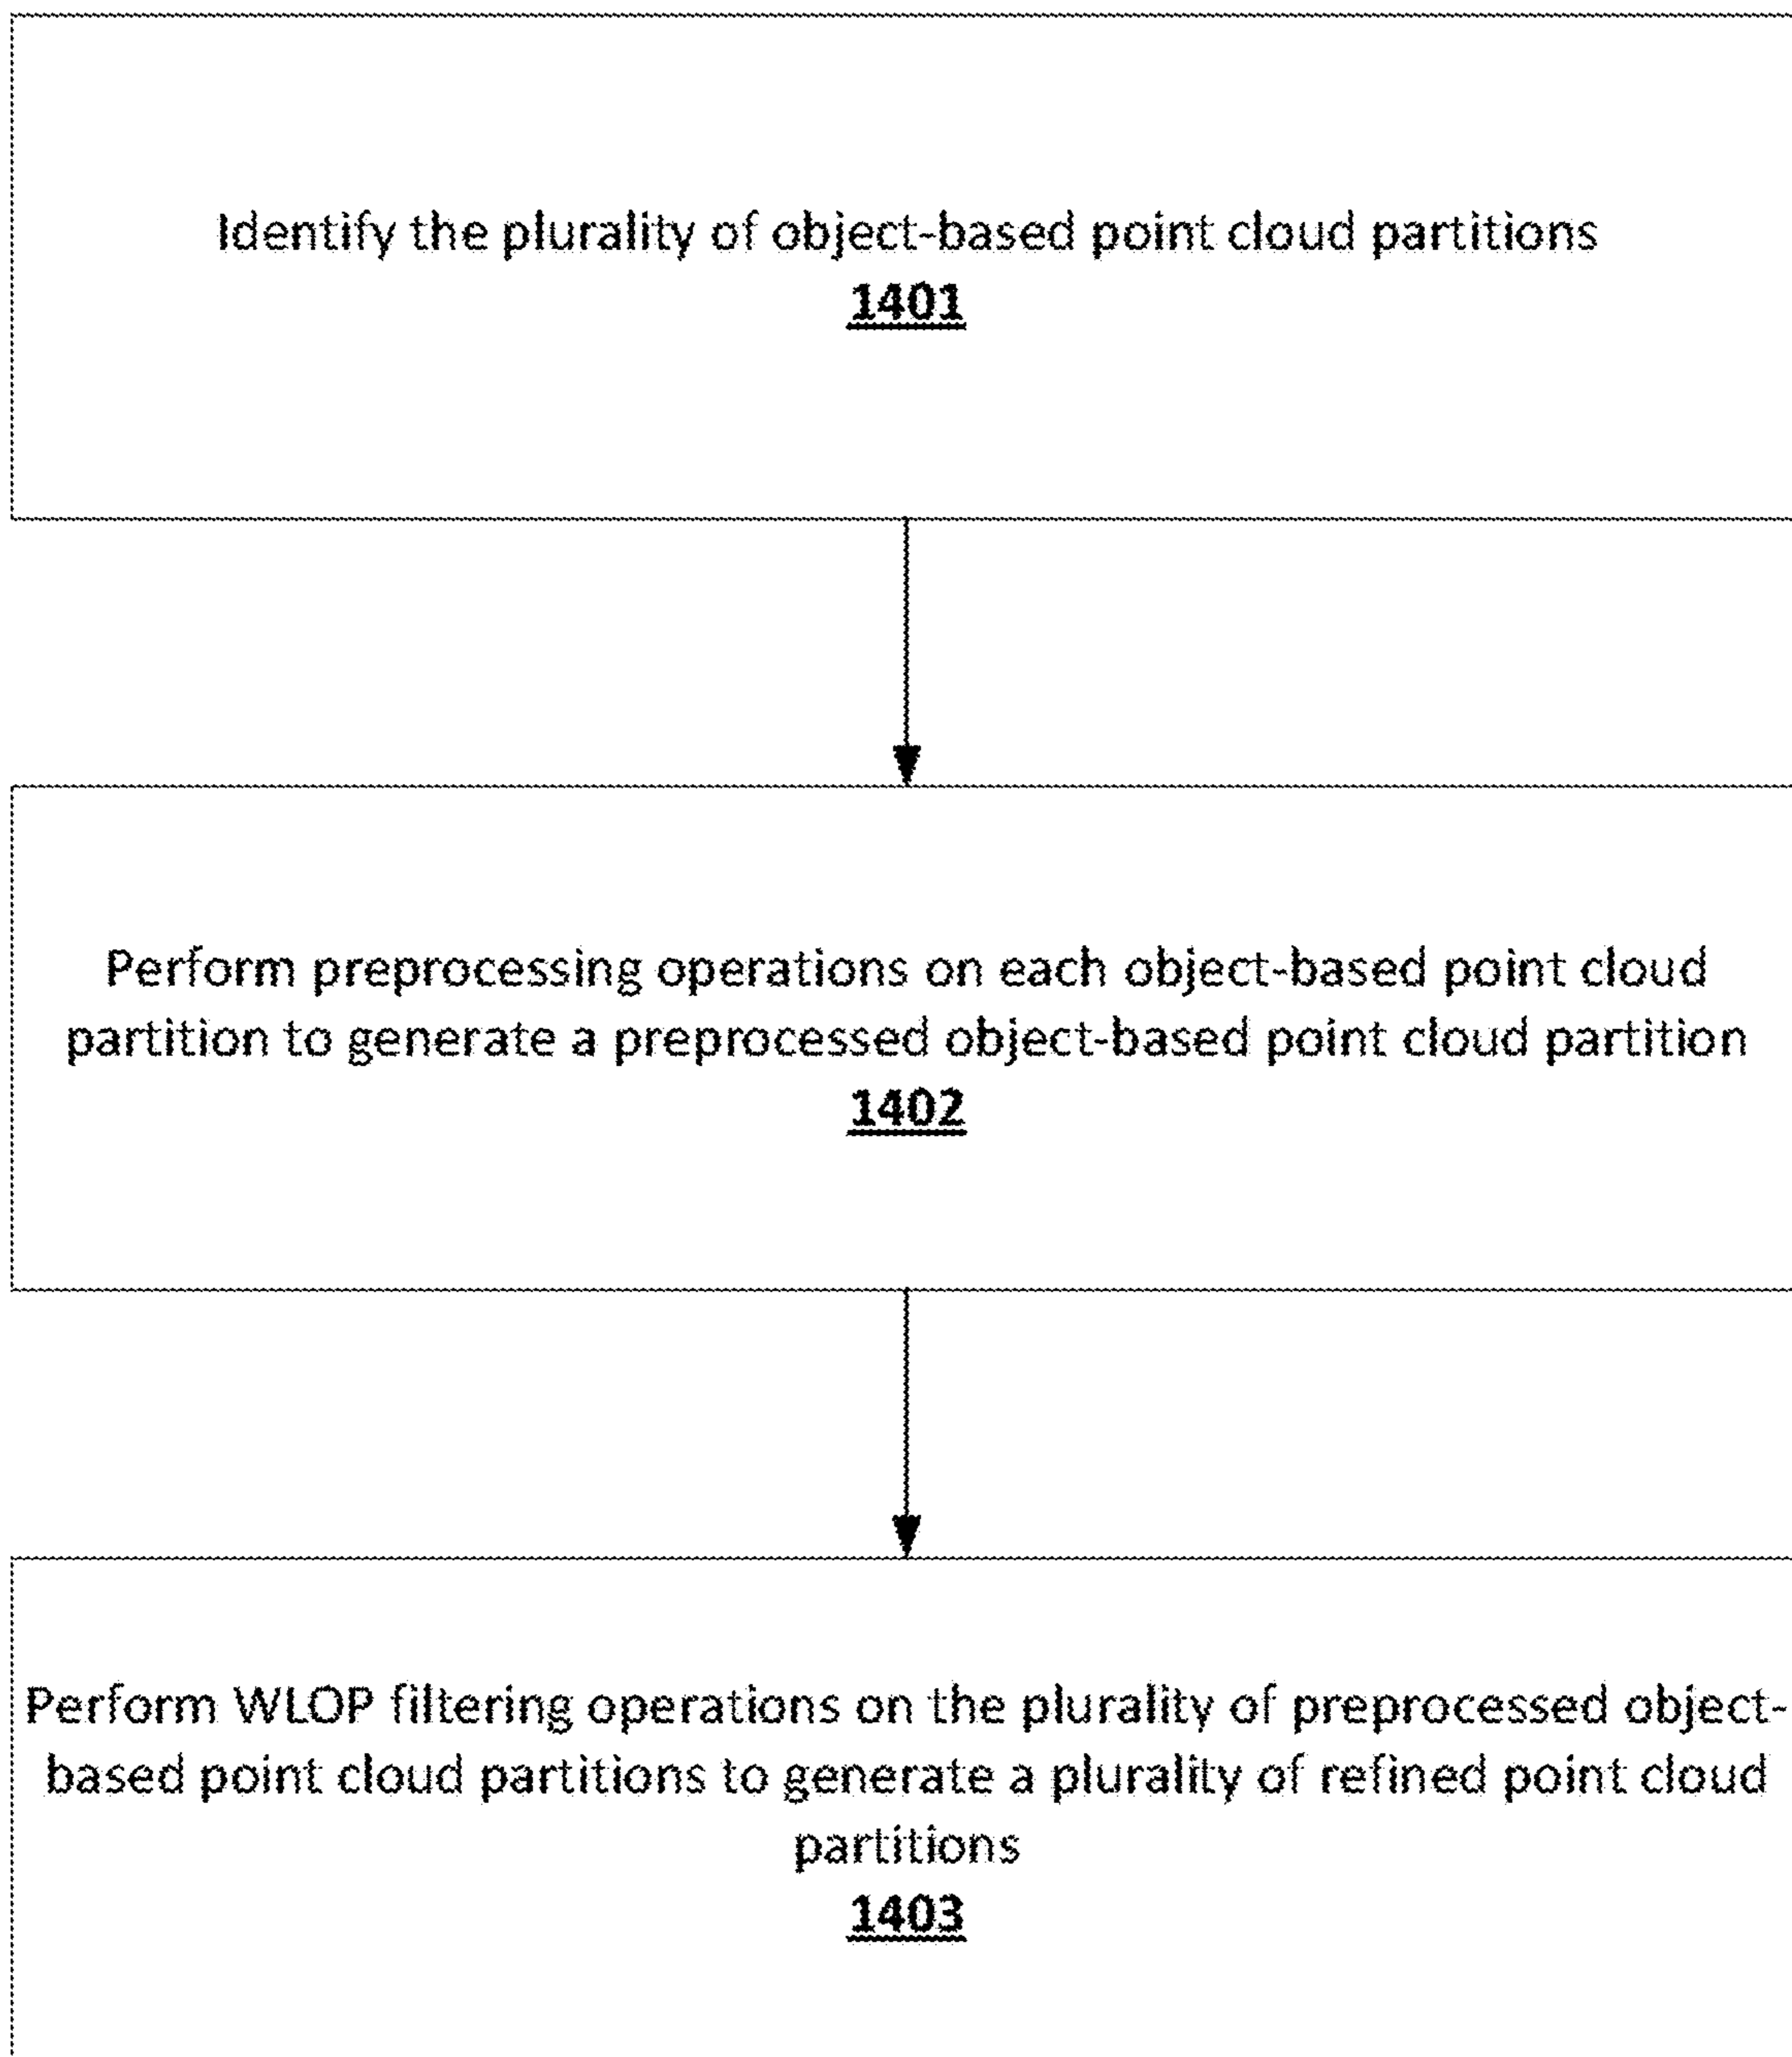 Identify the plurality of object-based point cloud partitions
1401
Perform preprocessing operations on each object-based point cloud
partition to generate a preprocessed object-based point cloud partition
1402
Perform WLOP filtering operations on the plurality of preprocessed object-
based point cloud partitions to generate a plurality of refined point cloud
partitions
1403